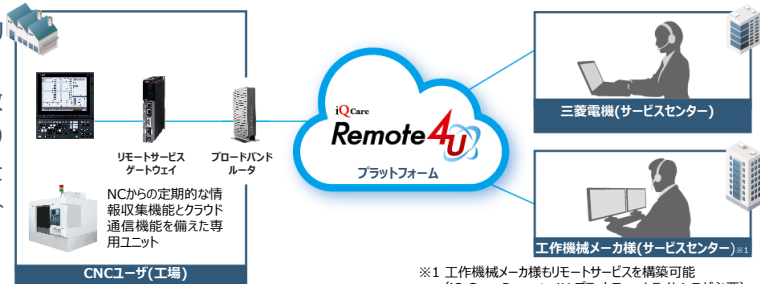 リモートサービス
ゲートウェイ
ブロードバンド
ルータ
NCからの定期的な情
報収集機能とクラウド
通信機能を備えた専
用ユニット
CNCユーザ(工場)
iQ Care
Remote4U
プラットフォーム
三菱電機(サービスセンター)
工作機械メーカ様(サービスセンター)※1
※1 工作機械メーカ様もリモートサービスを構築可能